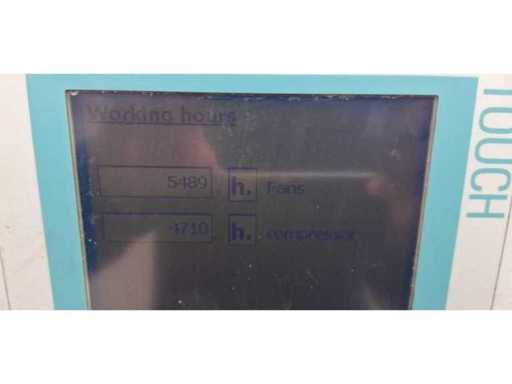 Working hours
5489 h. Fans
4710 h. compressor
TOUCH